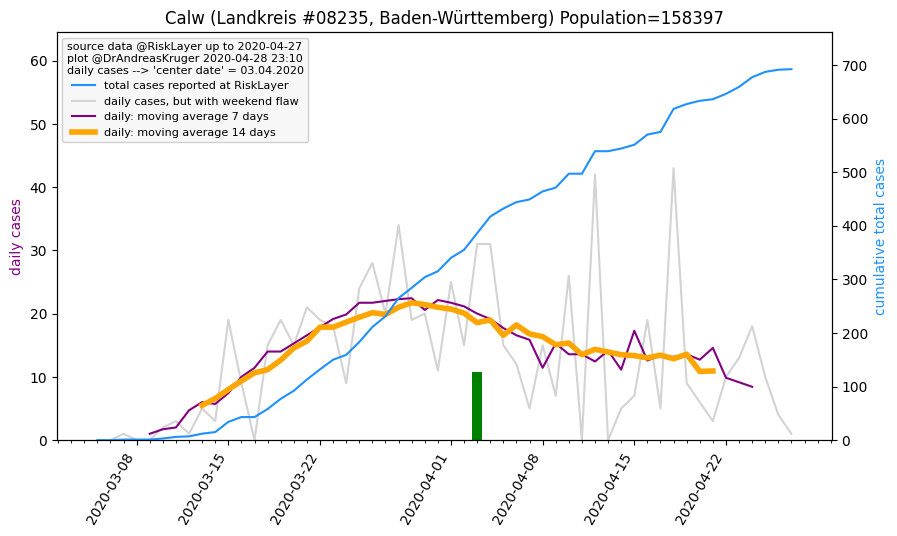 Calw (Landkreis #08235, Baden-Württemberg) Population=158397
source data @RiskLayer up to 2020-04-27
plot @DrAndreasKruger 2020-04-28 23:10
daily cases --> 'center date' = 03.04.2020
total cases reported at RiskLayer
daily cases, but with weekend flaw
daily: moving average 7 days
daily: moving average 14 days
daily cases
60
50
40
30
20
10
0
cumulative total cases
700
600
500
400
300
200
100
0
2020-03-08
2020-03-15
2020-03-22
2020-04-01
2020-04-08
2020-04-15
2020-04-22